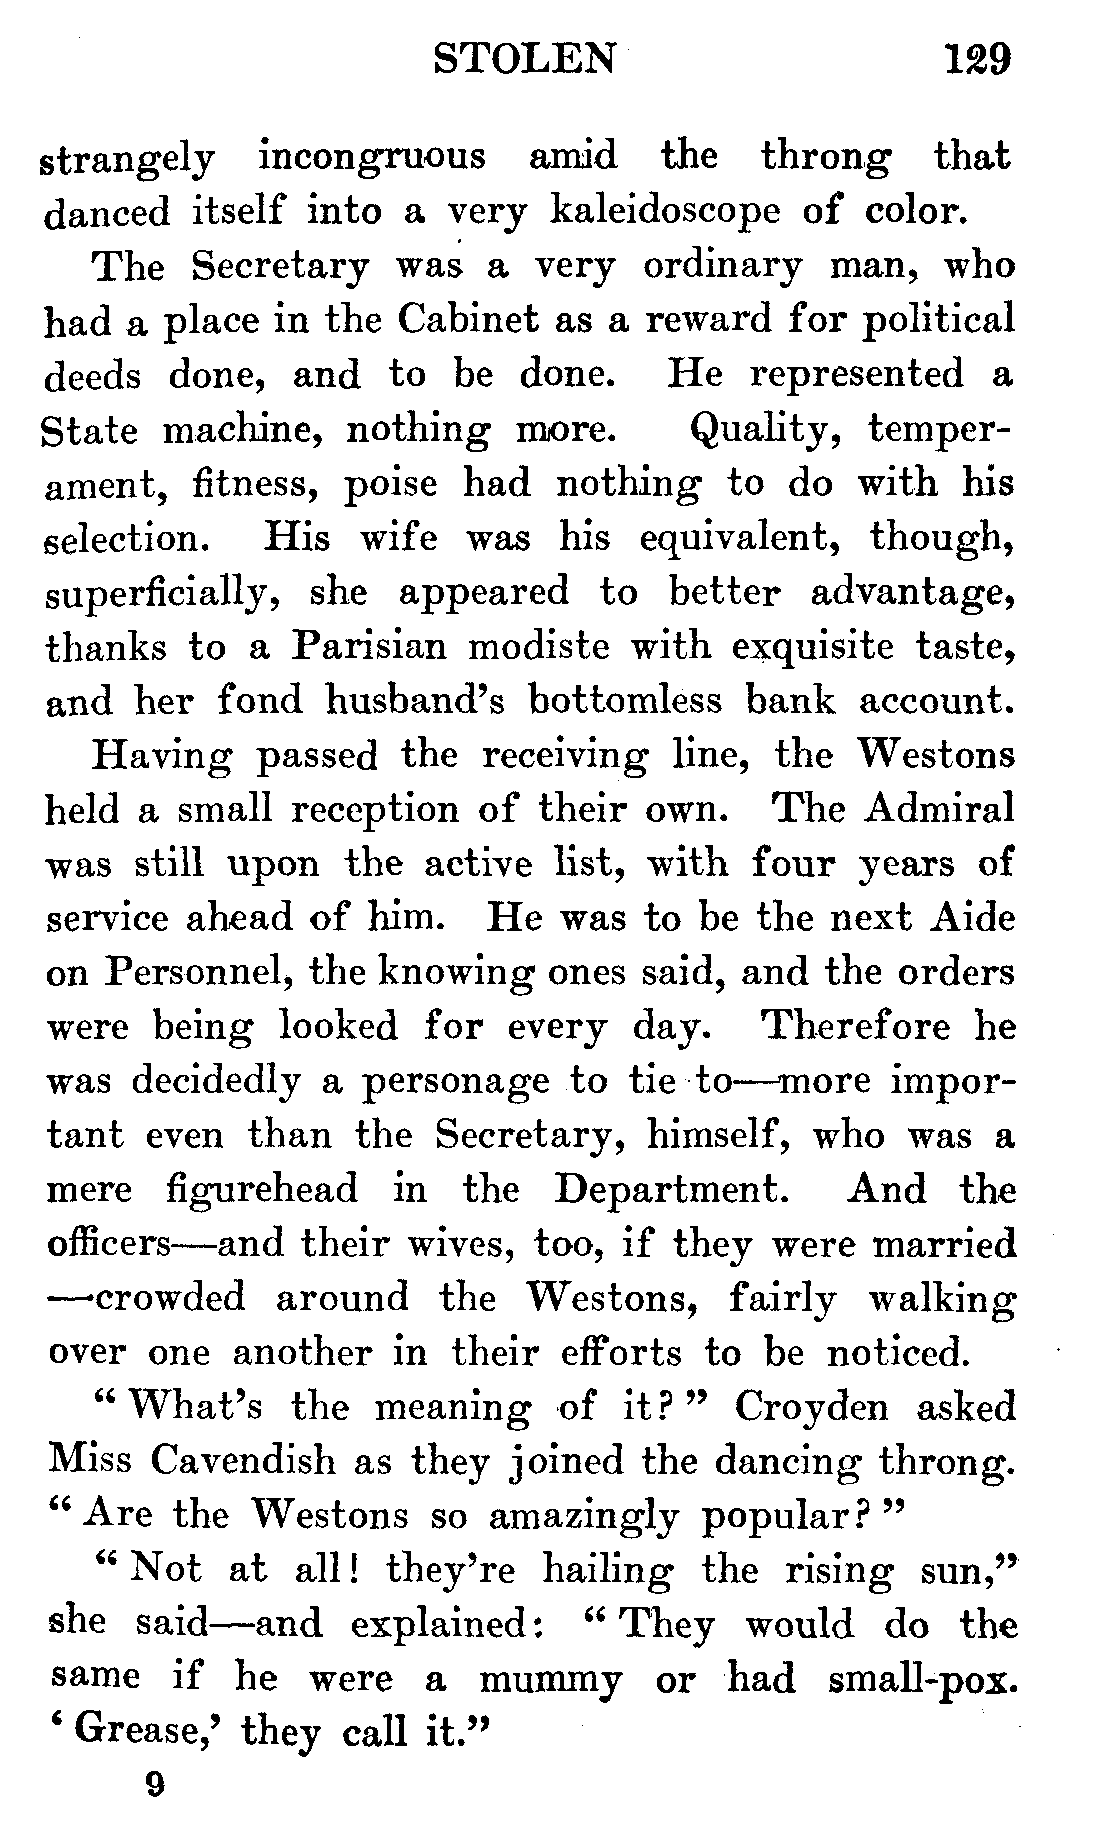 STOLEN 129
strangely incongruous amid the throng that
danced itself into a very kaleidoscope of color.
The Secretary was a very ordinary man, who
had a place in the Cabinet as a reward for political
deeds done, and to be done. He represented a
State machine, nothing more. Quality, temper-
ament, fitness, poise had nothing to do with his
selection. His wife was his equivalent, though,
superficially, she appeared to better advantage,
thanks to a Parisian modiste with exquisite taste,
and her fond husband's bottomless bank account.
Having passed the receiving line, the Westons
held a small reception of their own. The Admiral
was still upon the active list, with four years of
service ahead of him. He was to be the next Aide
on Personnel, the knowing ones said, and the orders
were being looked for every day. Therefore he
was decidedly a personage to tie to—more impor-
tant even than the Secretary, himself, who was a
mere figurehead in the Department. And the
officers—and their wives, too, if they were married
—crowded around the Westons, fairly walking
over one another in their efforts to be noticed.
“ What's the meaning of it? ” Croyden asked
Miss Cavendish as they joined the dancing throng.
“ Are the Westons so amazingly popular? ”
“ Not at all! they're hailing the rising sun,”
she said—and explained: “ They would do the
same if he were a mummy or had small-pox.
‘ Grease,’ they call it.”
9